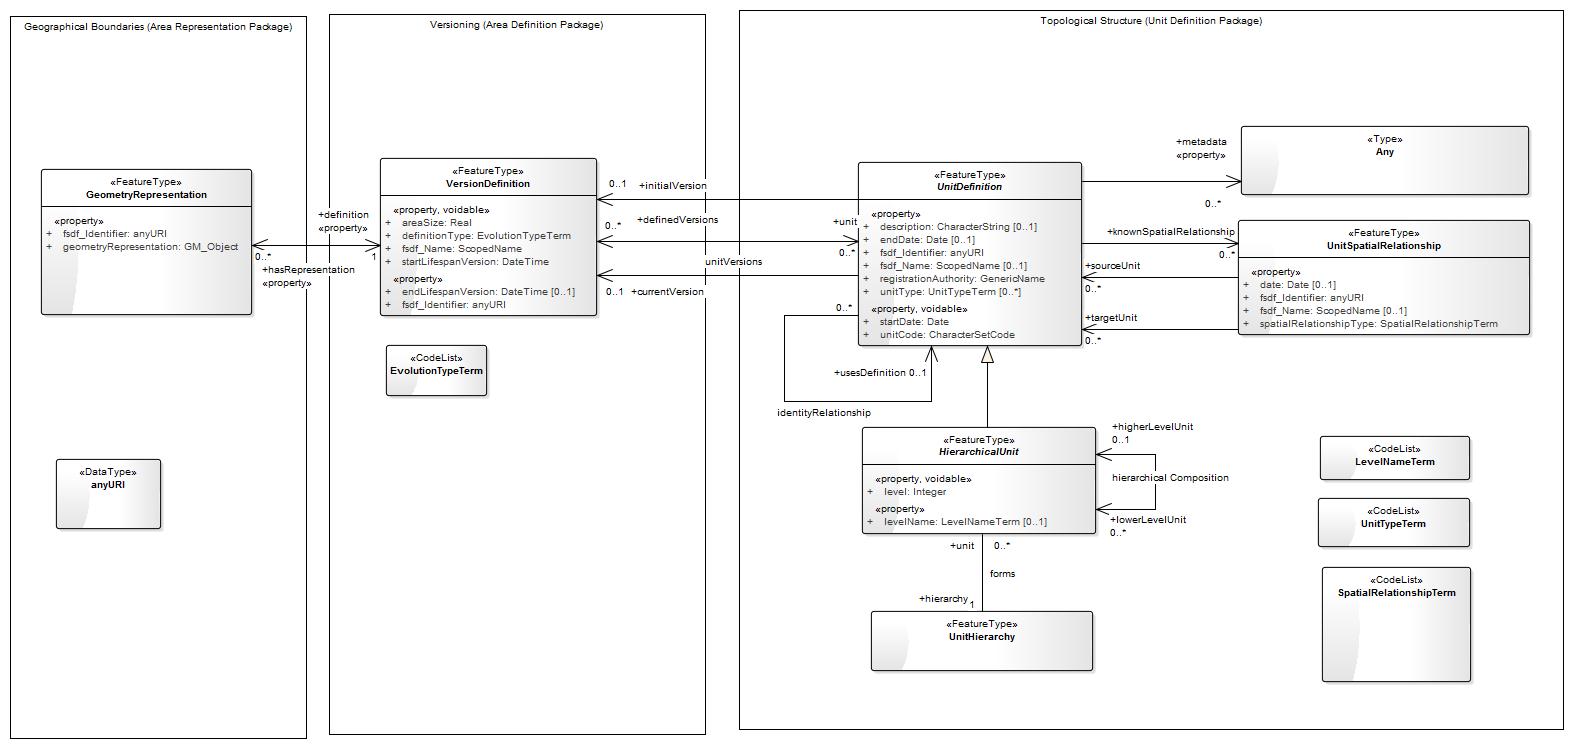 Geographical Boundaries (Area Representation Package)
«FeatureType»
GeometryRepresentation
«property»
+ fsdf_Identifier: anyURI
+ geometryRepresentation: GM_Object
«DataType»
anyURI
+definition
«property»
0..*
1
+hasRepresentation
«property»
Versioning (Area Definition Package)
«FeatureType»
VersionDefinition
«property, voidable»
+ areaSize: Real
+ definitionType: EvolutionTypeTerm
+ fsdf_Name: ScopedName
+ startLifespanVersion: DateTime
«property»
+ endLifespanVersion: DateTime [0..1]
+ fsdf_Identifier: anyURI
«CodeList»
EvolutionTypeTerm
0..1 +initialVersion
+definedVersions
0..*
+unit
0..*
unitVersions
0..1 +currentVersion
Topological Structure (Unit Definition Package)
«FeatureType»
UnitDefinition
«property»
+ description: CharacterString [0..1]
+ endDate: Date [0..1]
+ fsdf_Identifier: anyURI
+ fsdf_Name: ScopedName [0..1]
+ registrationAuthority: GenericName
+ unitType: UnitTypeTerm [0..*]
«property, voidable»
+ startDate: Date
+ unitCode: CharacterSetCode
0..*
+usesDefinition 0..1
identityRelationship
+metadata
«property»
0..*
«Type»
Any
+knownSpatialRelationship
0..*
+sourceUnit
0..*
+targetUnit
0..*
«FeatureType»
UnitSpatialRelationship
«property»
+ date: Date [0..1]
+ fsdf_Identifier: anyURI
+ fsdf_Name: ScopedName [0..1]
+ spatialRelationshipType: SpatialRelationshipTerm
«FeatureType»
HierarchicalUnit
«property, voidable»
+ level: Integer
«property»
+ levelName: LevelNameTerm [0..1]
+higherLevelUnit
0..1
hierarchical Composition
+lowerLevelUnit
0..*
+unit 0..*
forms
+hierarchy
1
«FeatureType»
UnitHierarchy
«CodeList»
LevelNameTerm
«CodeList»
UnitTypeTerm
«CodeList»
SpatialRelationshipTerm